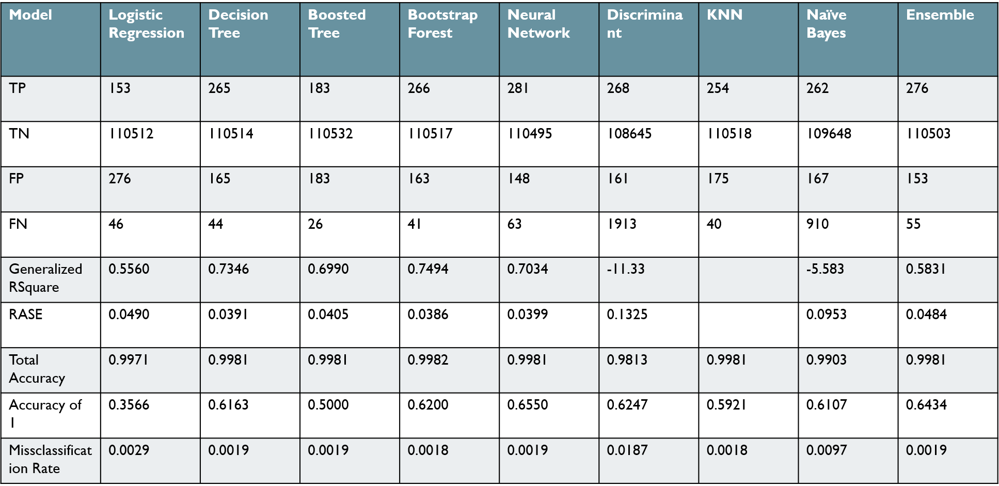 Model Logistic Regression Decision Tree Boosted Tree Bootstrap Forest Neural Network Discrimina nt KNN Naïve Bayes Ensemble
TP 153 265 183 266 281 268 254 262 276
TN 110512 110514 110532 110517 110495 108645 110518 109648 110503
FP 276 165 183 163 148 161 175 167 153
FN 46 44 26 41 63 1913 40 910 55
Generalized RSquare 0.5560 0.7346 0.6990 0.7494 0.7034 -11.33 -5.583 0.5831
RASE 0.0490 0.0391 0.0405 0.0386 0.0399 0.1325 0.0953 0.0484
Total Accuracy 0.9971 0.9981 0.9981 0.9982 0.9981 0.9813 0.9981 0.9903 0.9981
Accuracy of 1 0.3566 0.6163 0.5000 0.6200 0.6550 0.6247 0.5921 0.6107 0.6434
Missclassificat ion Rate 0.0029 0.0019 0.0019 0.0018 0.0019 0.0187 0.0018 0.0097 0.0019